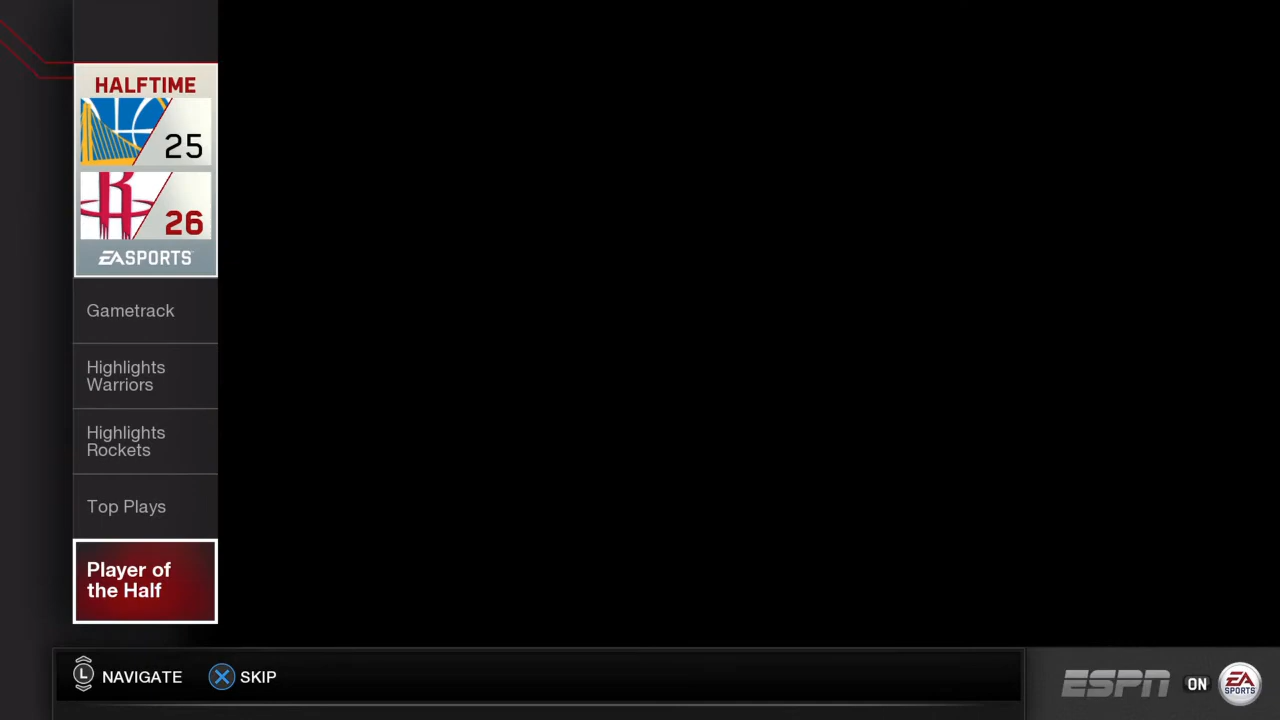 HALFTIME
25
26
EA SPORTS
Gametrack
Highlights
Warriors
Highlights
Rockets
Top Plays
Player of
the Half
L NAVIGATE SKIP
ESPN ON EA SPORTS